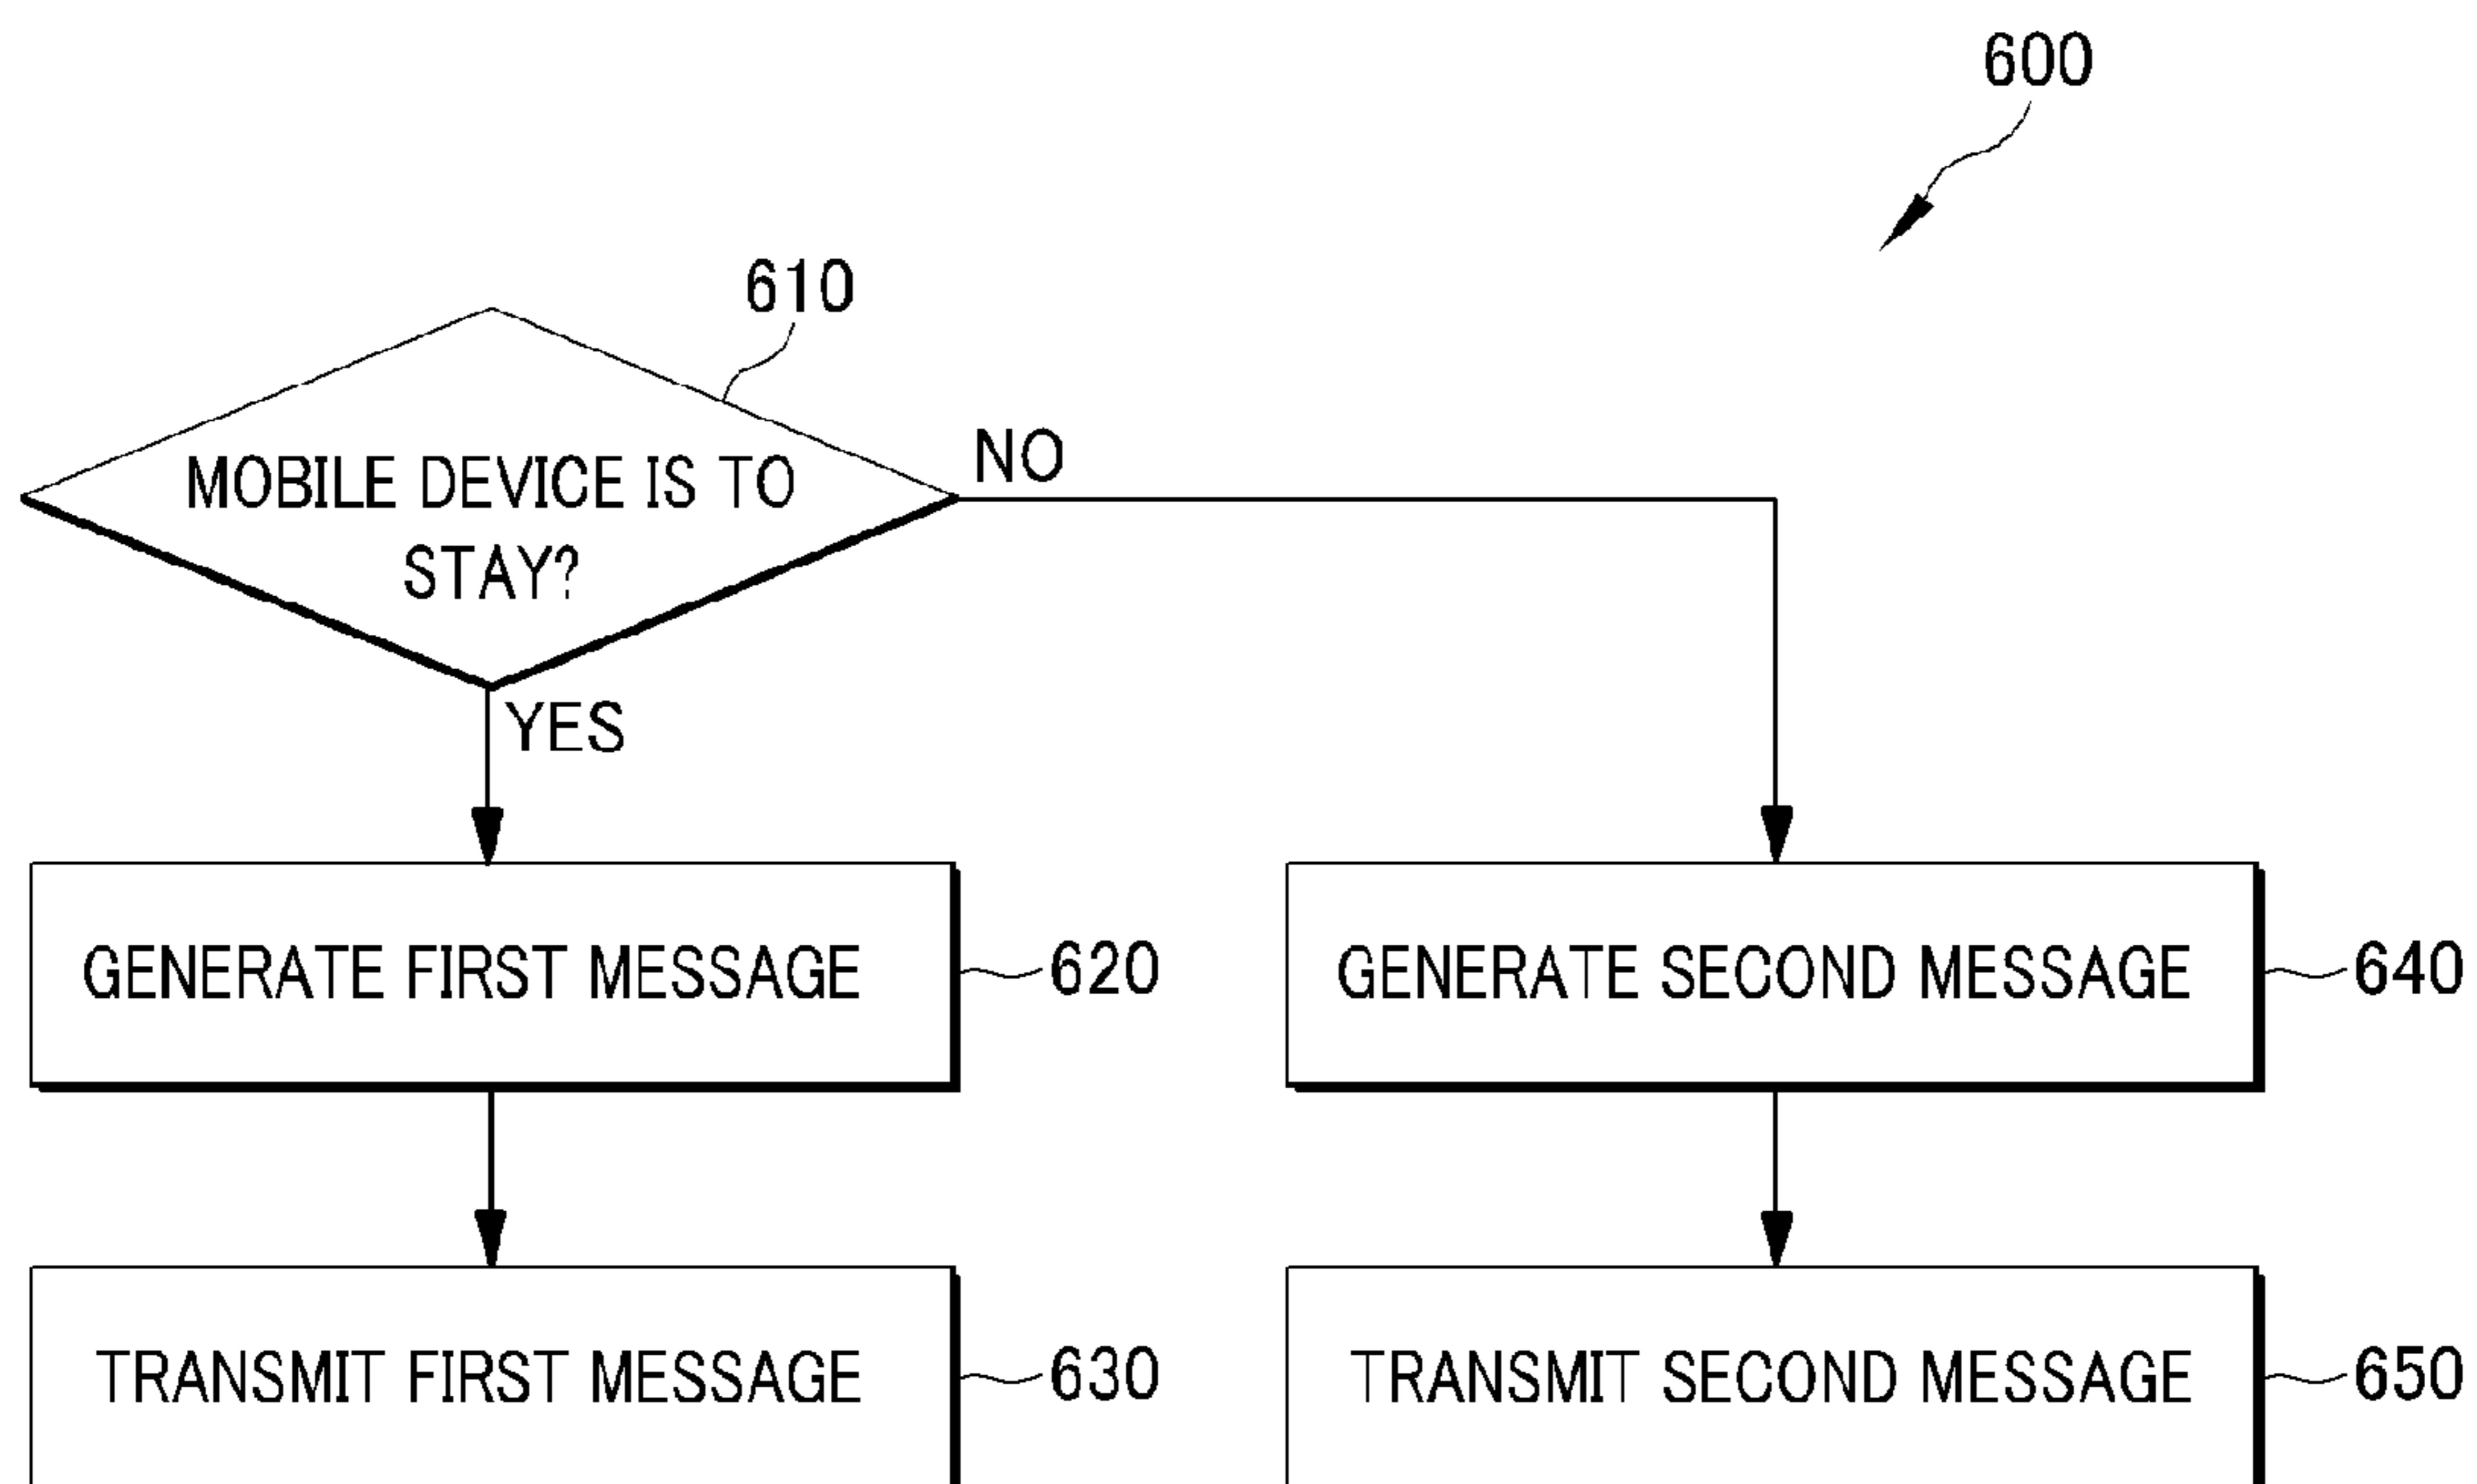 600
610
MOBILE DEVICE IS TO
STAY?
NO
YES
GENERATE FIRST MESSAGE
620
GENERATE SECOND MESSAGE
640
TRANSMIT FIRST MESSAGE
630
TRANSMIT SECOND MESSAGE
650